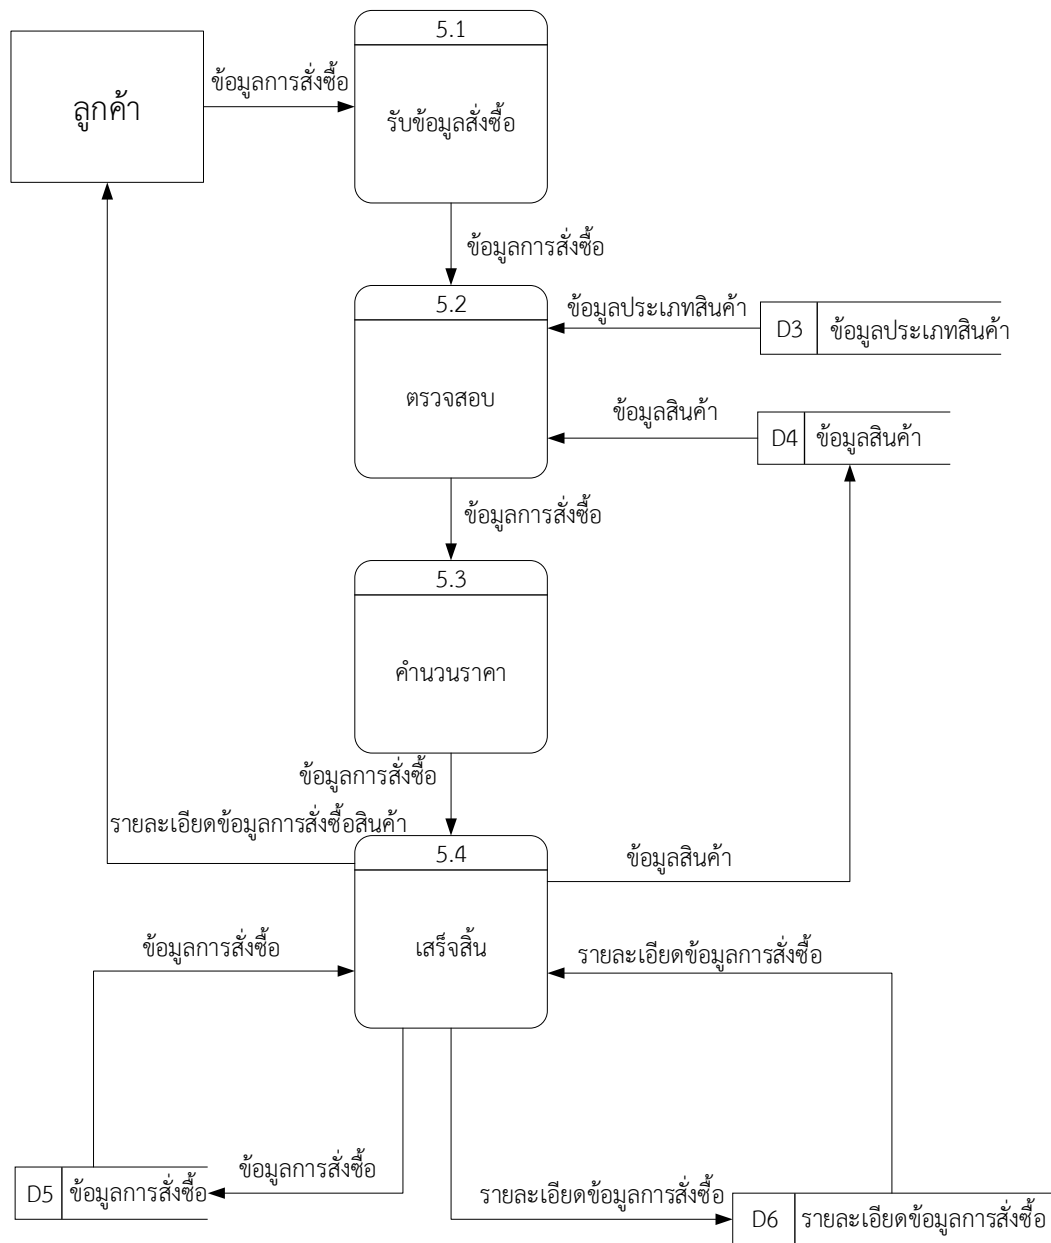 5.1
ลูกค้า
ข้อมูลการสั่งซื้อ
รับข้อมูลสั่งซื้อ
ข้อมูลการสั่งซื้อ
5.2
ข้อมูลประเภทสินค้า
D3
ข้อมูลประเภทสินค้า
ตรวจสอบ
ข้อมูลสินค้า
D4
ข้อมูลสินค้า
ข้อมูลการสั่งซื้อ
5.3
คำนวนราคา
ข้อมูลการสั่งซื้อ
รายละเอียดข้อมูลการสั่งซื้อสินค้า
5.4
ข้อมูลสินค้า
ข้อมูลการสั่งซื้อ
เสร็จสิ้น
รายละเอียดข้อมูลการสั่งซื้อ
D5
ข้อมูลการสั่งซื้อ
ข้อมูลการสั่งซื้อ
รายละเอียดข้อมูลการสั่งซื้อ
D6
รายละเอียดข้อมูลการสั่งซื้อ